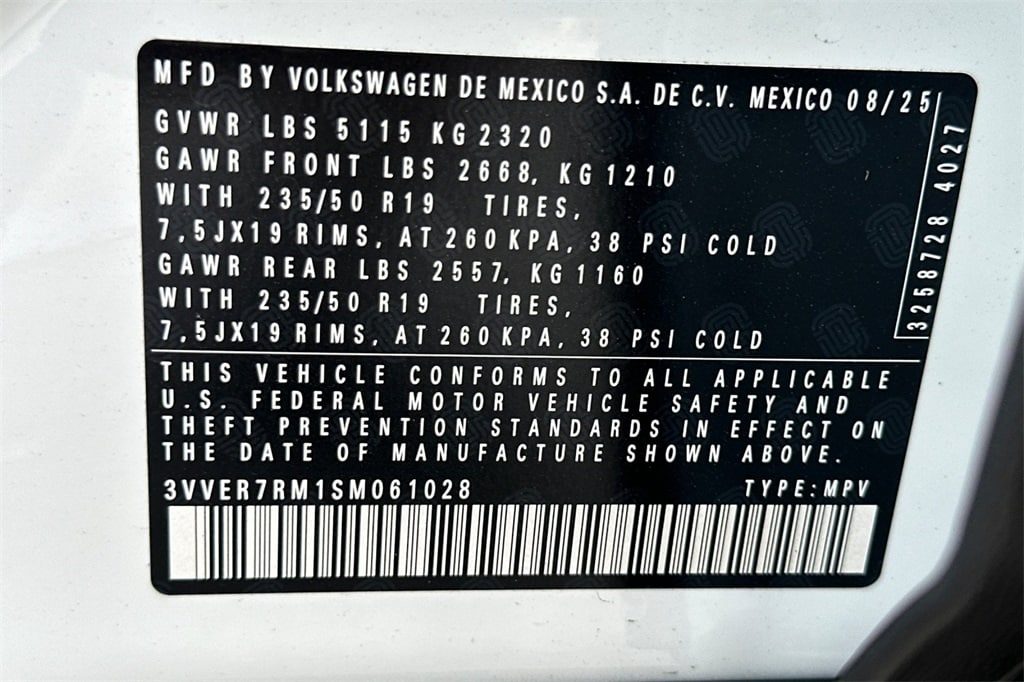 MFD BY VOLKSWAGEN DE MEXICO S.A. DE C.V. MEXICO 08/25
GVWR LBS 5115 KG 2320
GAWR FRONT LBS 2668, KG 1210
WITH 235/50 R19 TIRES,
7,5JX19 RIMS, AT 260 KPA, 38 PSI COLD
GAWR REAR LBS 2557, KG 1160
WITH 235/50 R19 TIRES,
7,5JX19 RIMS, AT 260 KPA, 38 PSI COLD
3258728 4027
THIS VEHICLE CONFORMS TO ALL APPLICABLE
U.S. FEDERAL MOTOR VEHICLE SAFETY AND
THEFT PREVENTION STANDARDS IN EFFECT ON
THE DATE OF MANUFACTURE SHOWN ABOVE.
3VVER7RM1SM061028 TYPE:MPV